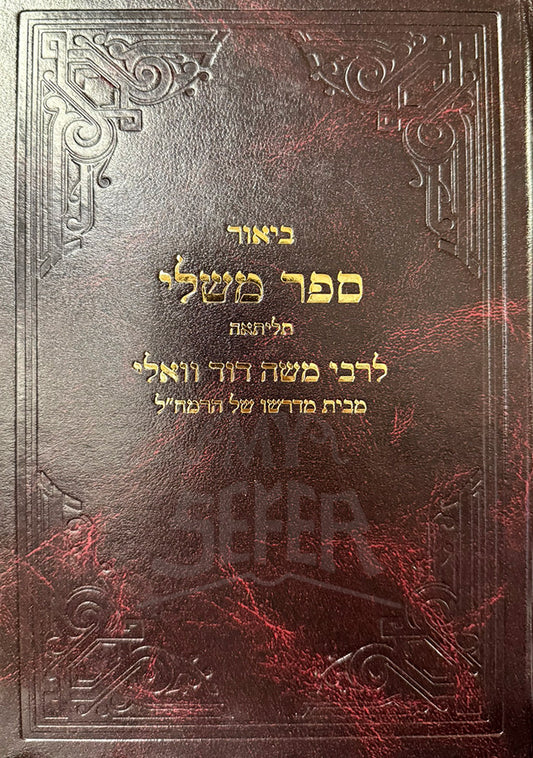 ביאור
ספר משלי
תליתאה
לרבי משה דוד וואלי
מבית מדרשו של הרמח"ל
MY
SEFER